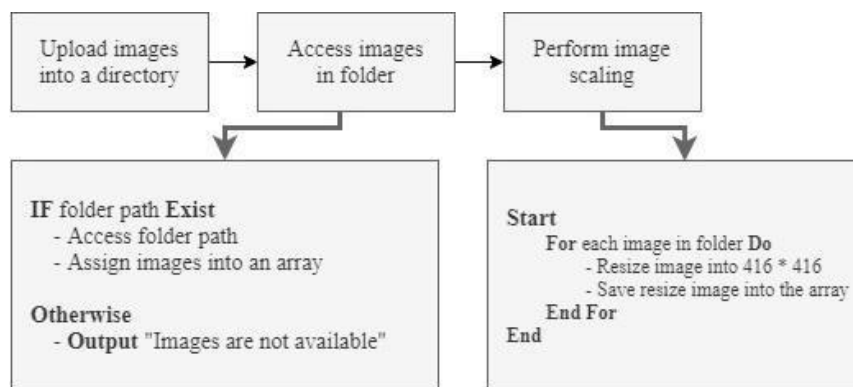 Upload images
into a directory
Access images
in folder
Perform image
scaling
IF folder path Exist
- Access folder path
- Assign images into an array
Otherwise
- Output "Images are not available"
Start
For each image in folder Do
- Resize image into 416 * 416
- Save resize image into the array
End For
End